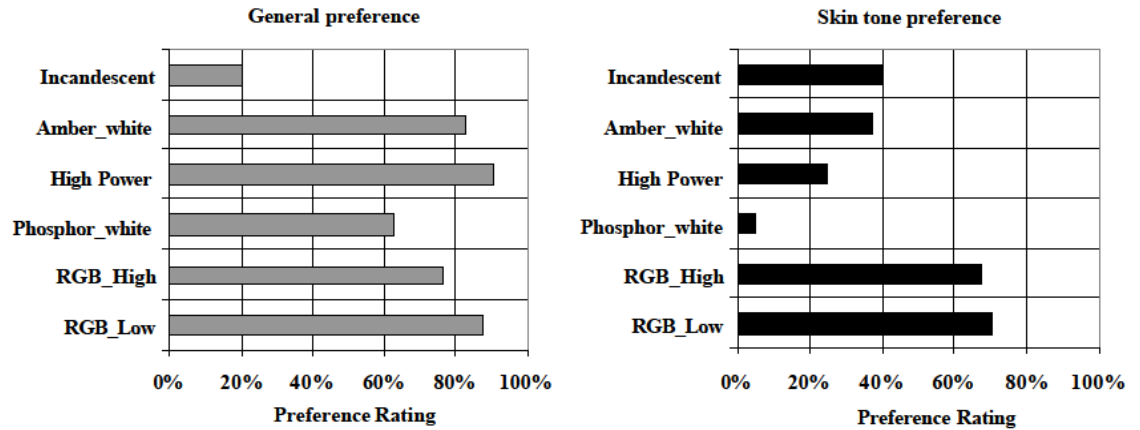 General preference
Incandescent
Amber_white
High Power
Phosphor_white
RGB_High
RGB_Low
0% 20% 40% 60% 80% 100%
Preference Rating
Skin tone preference
Incandescent
Amber_white
High Power
Phosphor_white
RGB_High
RGB_Low
0% 20% 40% 60% 80% 100%
Preference Rating